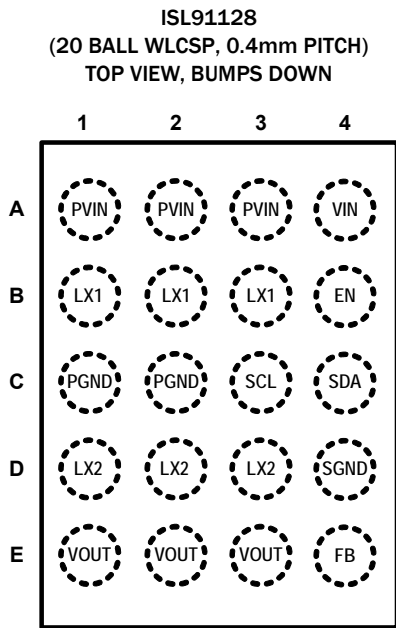 ISL91128
(20 BALL WLCSP, 0.4mm PITCH)
TOP VIEW, BUMPS DOWN
1 2 3 4
A PVIN PVIN PVIN VIN
B LX1 LX1 LX1 EN
C PGND PGND SCL SDA
D LX2 LX2 LX2 SGND
E VOUT VOUT VOUT FB